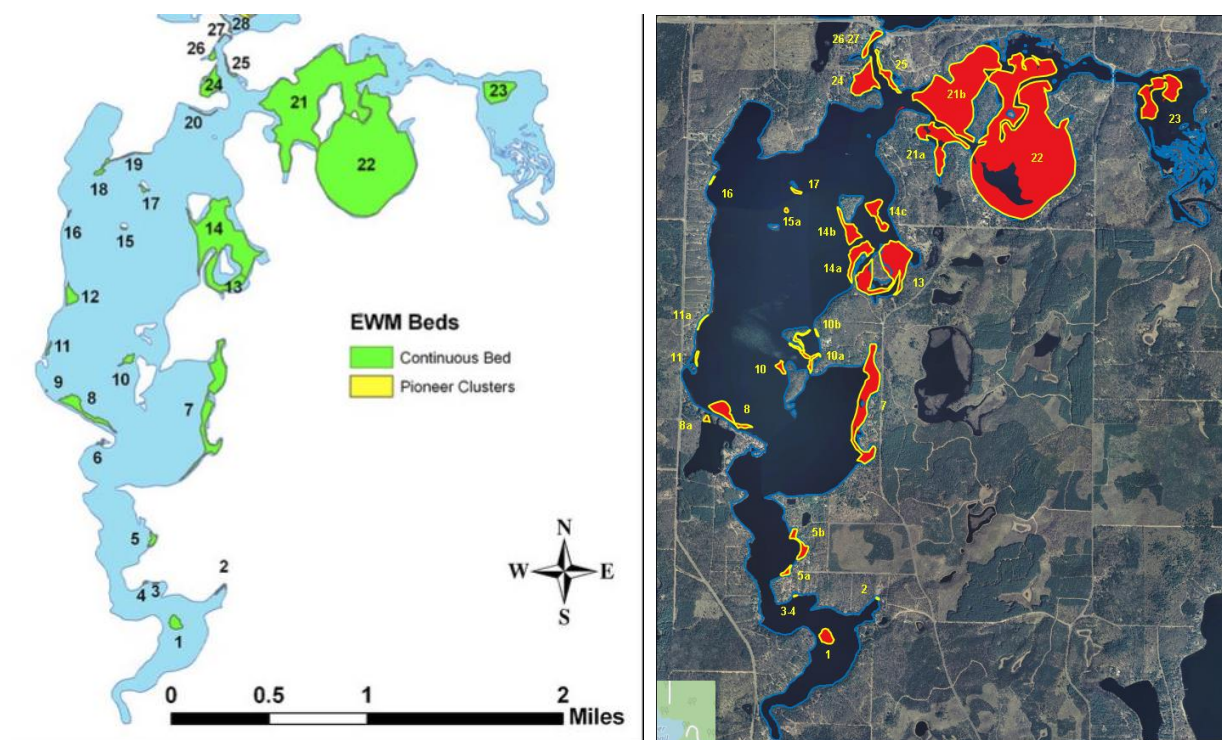 28
27
26
25
24
23
21
20
22
19
18
17
14
16
15
13
12
EWM Beds
11
Continuous Bed
10
9
Pioneer Clusters
8
7
6
N
5
W E
2
4 3
S
1
0 0.5 1 2
Miles
26-27
25
24
21b
23
21a
22
16
17
14c
15a
14b
14a
13
11a
10b
11
10a
10
8
7
8a
5b
5a
2
3-4
1